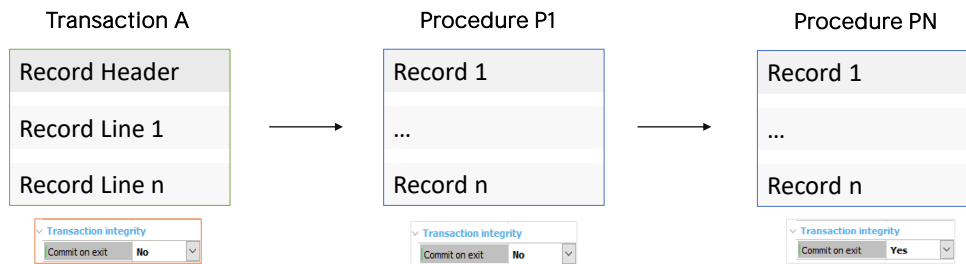 Transaction A
Record Header
Record Line 1
Record Line n
Transaction integrity
Commit on exit No
Procedure P1
Record 1
...
Record n
Transaction integrity
Commit on exit No
Procedure PN
Record 1
...
Record n
Transaction integrity
Commit on exit Yes